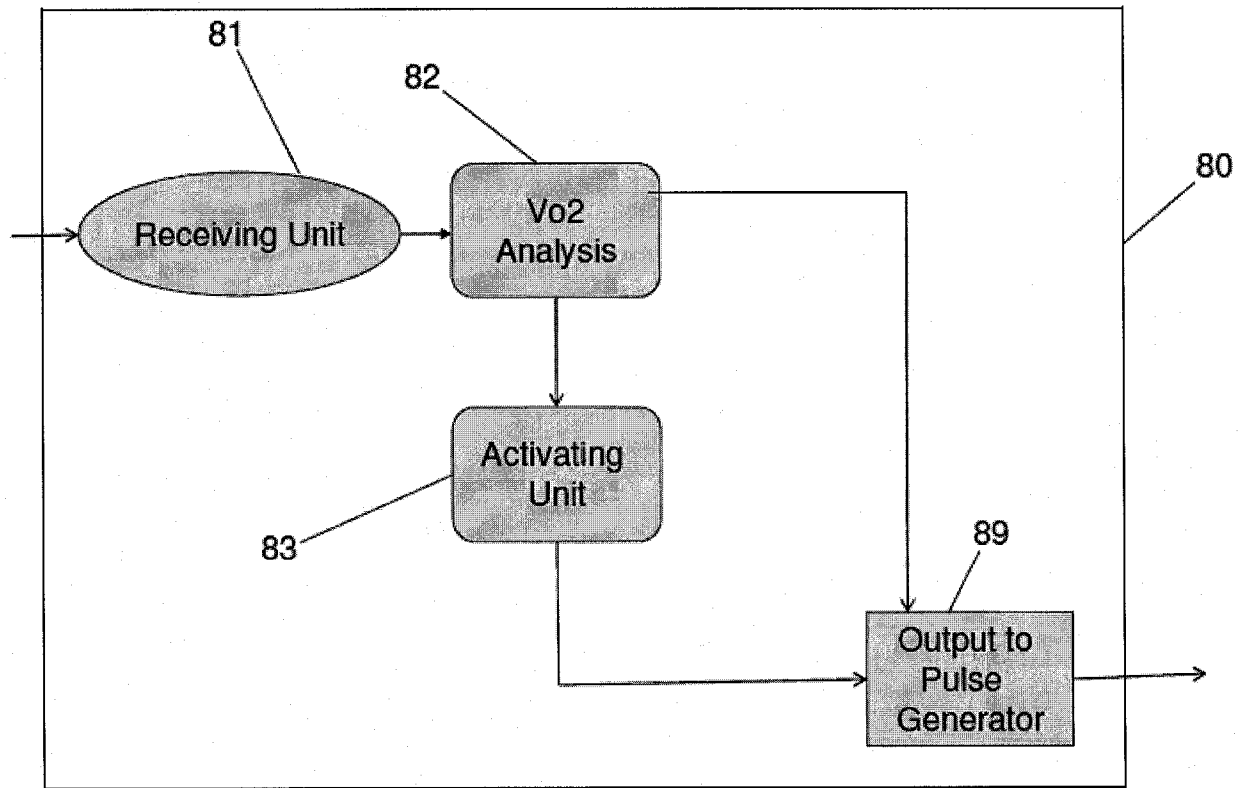 81
82
80
Receiving Unit
Vo2
Analysis
Activating
Unit
83
89
Output to
Pulse
Generator